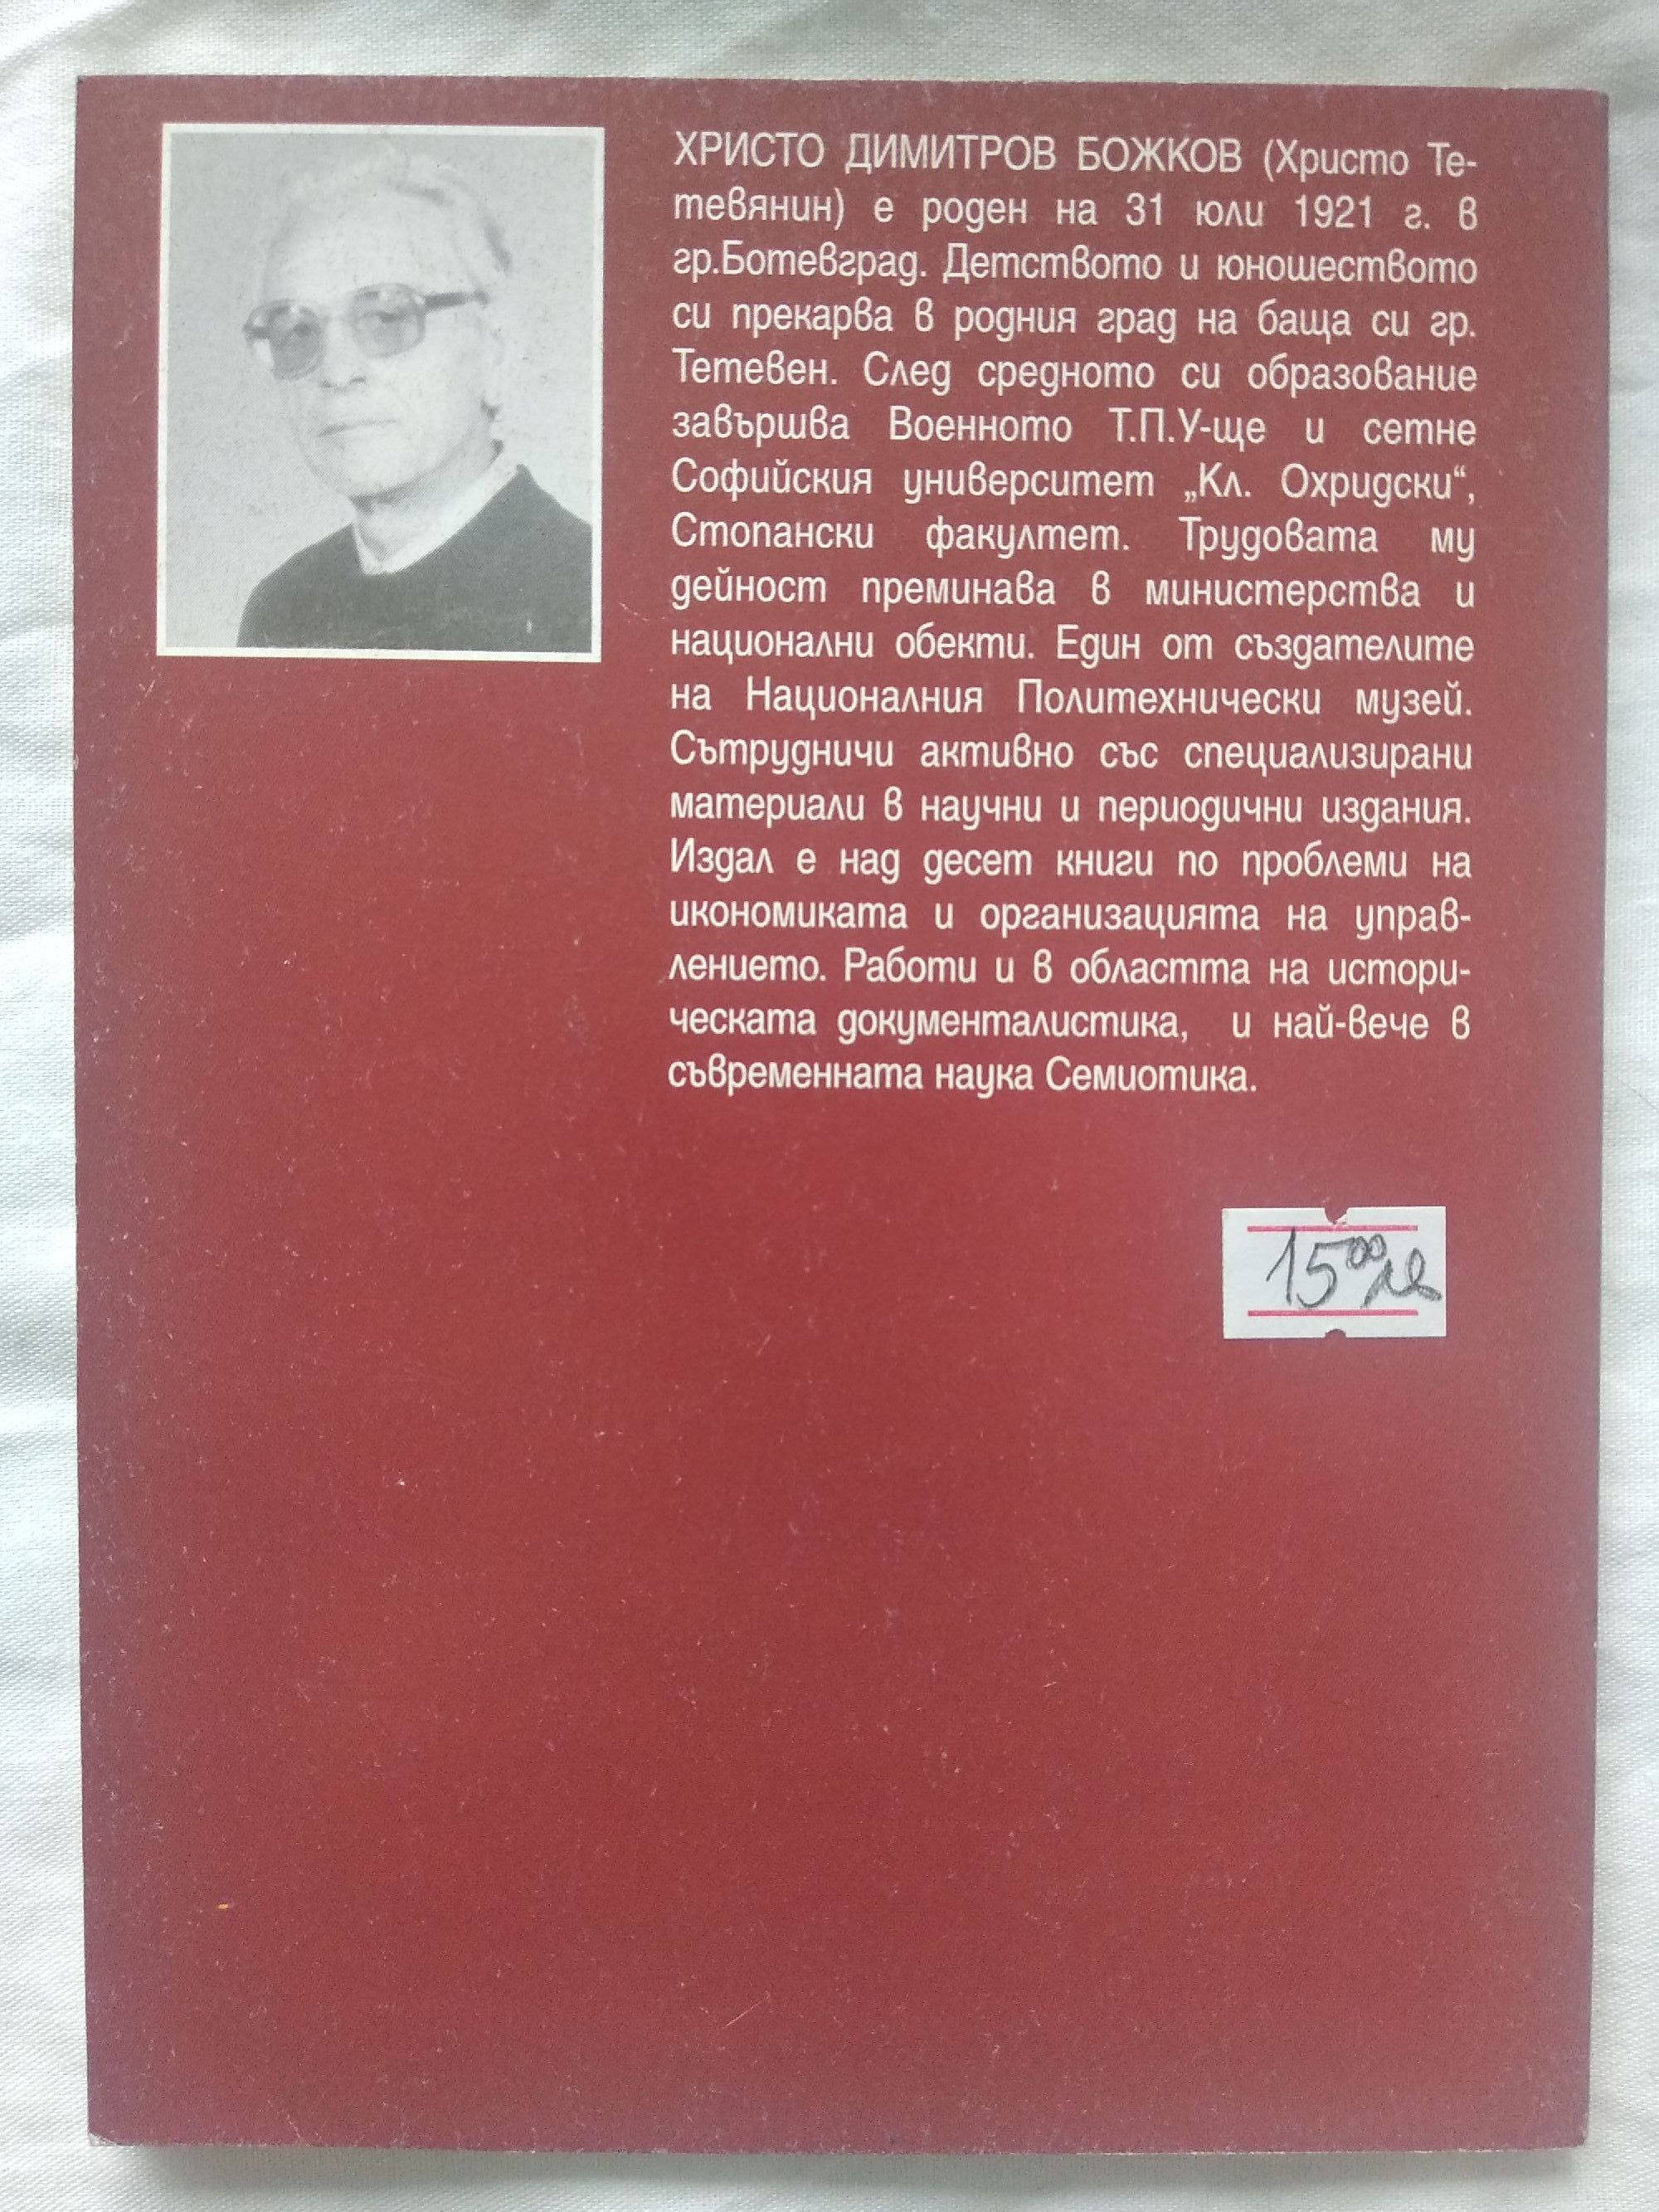 ХРИСТО ДИМИТРОВ БОЖКОВ (Христо Те-
тевянин) е роден на 31 юли 1921 г. в
гр.Ботевград. Детството и юношеството
си прекарва в родния град на баща си гр.
Тетевен. След средното си образование
завършва Военното Т.П.У-ще и сетне
Софийския университет „Кл. Охридски“,
Стопански факултет. Трудовата му
дейност преминава в министерства и
национални обекти. Един от създателите
на Националния Политехнически музей.
Сътрудничи активно със специализирани
материали в научни и периодични издания.
Издал е над десет книги по проблеми на
икономиката и организацията на управ-
лението. Работи и в областта на истори-
ческата документалистика, и най-вече в
съвременната наука Семиотика.
15⁰⁰ лв